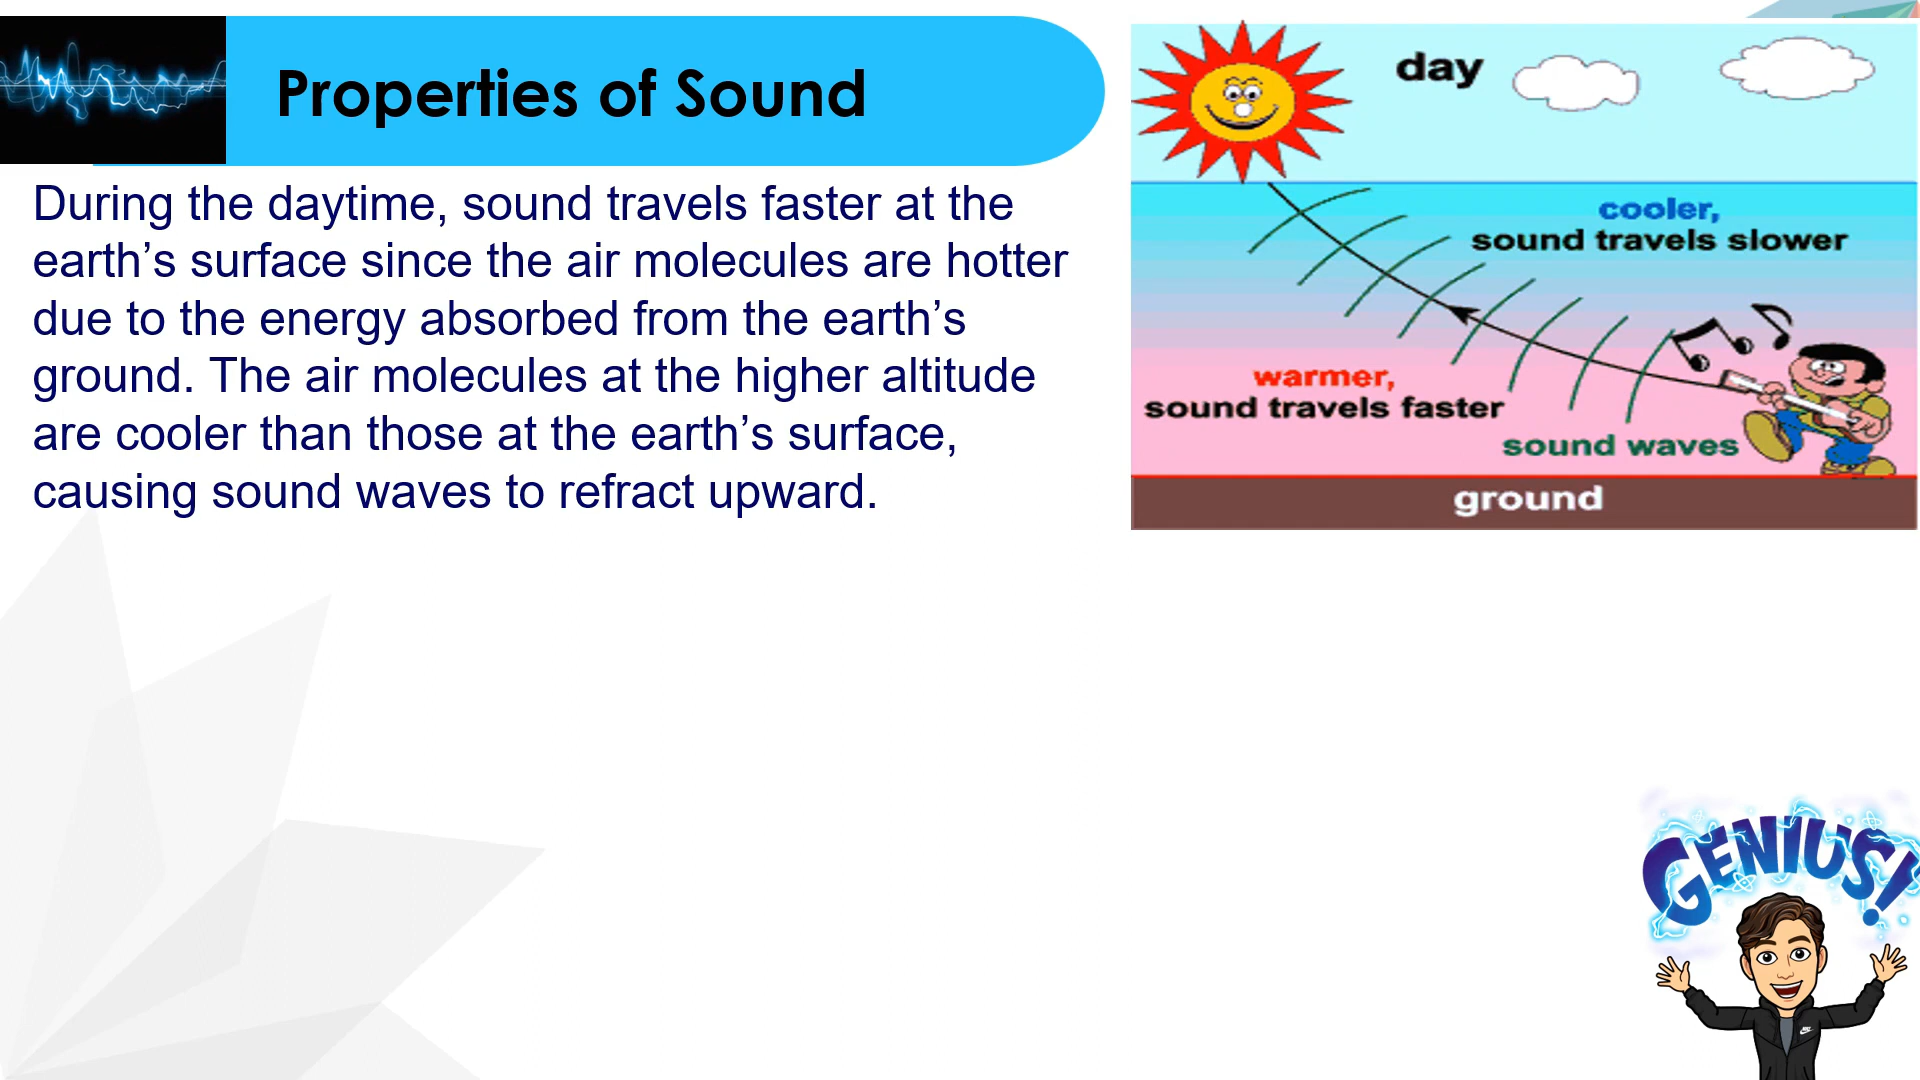 Properties of Sound
During the daytime, sound travels faster at the
earth’s surface since the air molecules are hotter
due to the energy absorbed from the earth’s
ground. The air molecules at the higher altitude
are cooler than those at the earth’s surface,
causing sound waves to refract upward.
day
cooler,
sound travels slower
warmer,
sound travels faster
sound waves
ground
GENIUS!